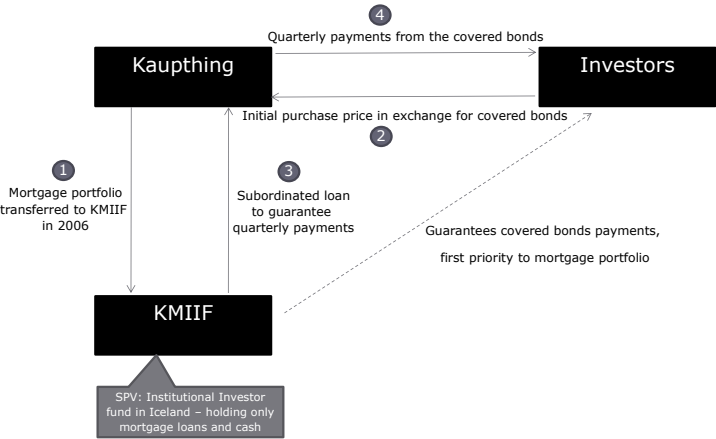 4
Quarterly payments from the covered bonds
Kaupthing
Investors
Initial purchase price in exchange for covered bonds
2
1
Mortgage portfolio
transferred to KMIIF
in 2006
3
Subordinated loan
to guarantee
quarterly payments
Guarantees covered bonds payments,
first priority to mortgage portfolio
KMIIF
SPV: Institutional Investor
fund in Iceland – holding only
mortgage loans and cash